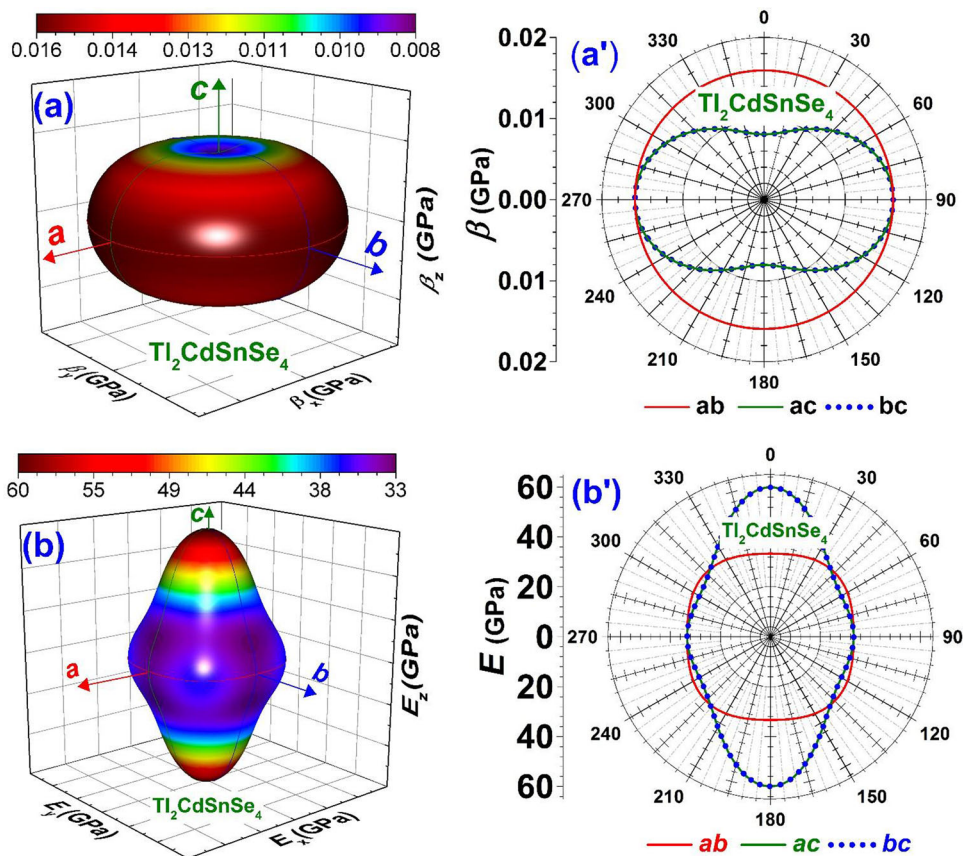 0.016 0.014 0.013 0.011 0.010 0.008
(a)
c
a
b
Tl₂CdSnSe₄
β_y(GPa)
β_x(GPa)
β_z (GPa)
(a')
0.02
0.01
0.00
0.01
0.02
β (GPa)
0
30
60
90
120
150
180
210
240
270
300
330
Tl₂CdSnSe₄
ab ac bc
60 55 49 44 38 33
(b)
c
a
b
Tl₂CdSnSe₄
E_y(GPa)
E_x(GPa)
E_z(GPa)
(b')
60
40
20
0
20
40
60
E (GPa)
0
30
60
90
120
150
180
210
240
270
300
330
Tl₂CdSnSe₄
ab ac bc